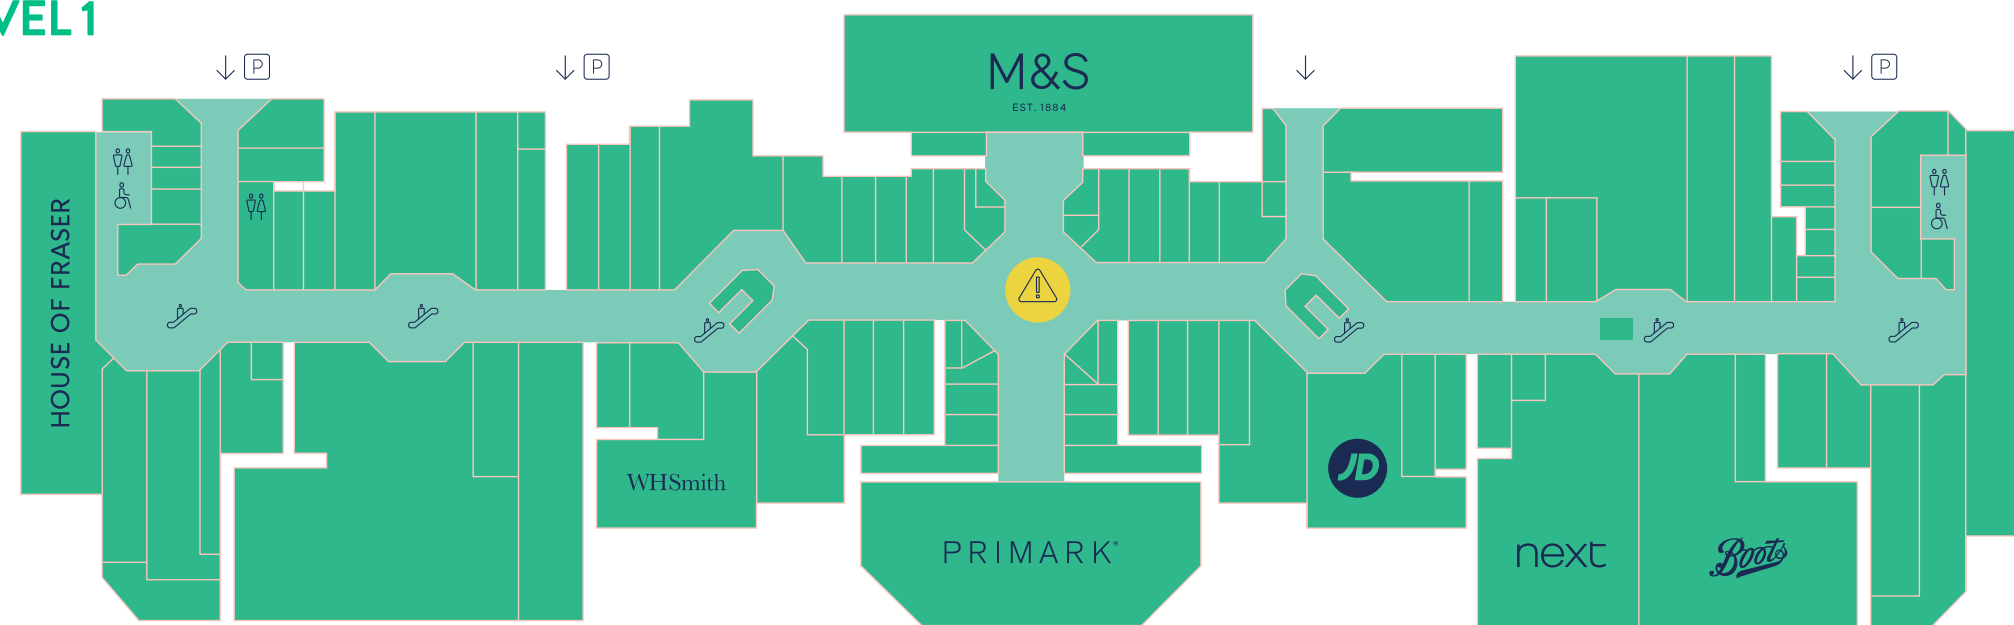 VEL 1
P
P
P
M&S
EST. 1884
HOUSE OF FRASER
WHSmith
JD
PRIMARK®
next
Boots